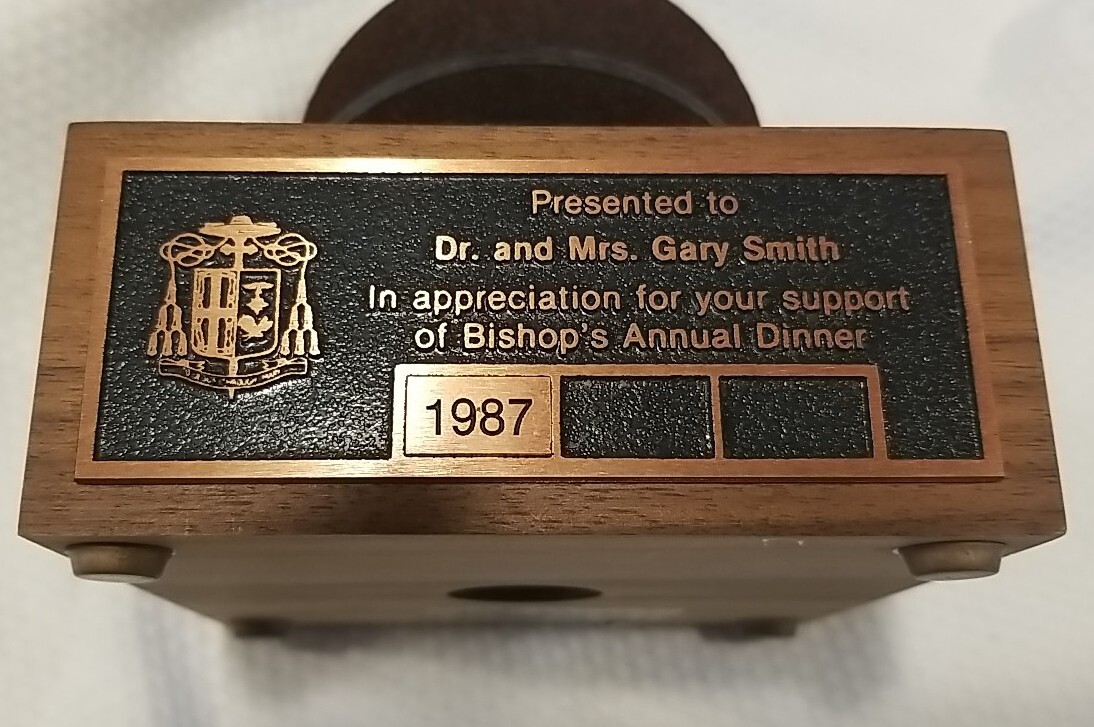 Presented to
Dr. and Mrs. Gary Smith
In appreciation for your support
of Bishop's Annual Dinner
1987